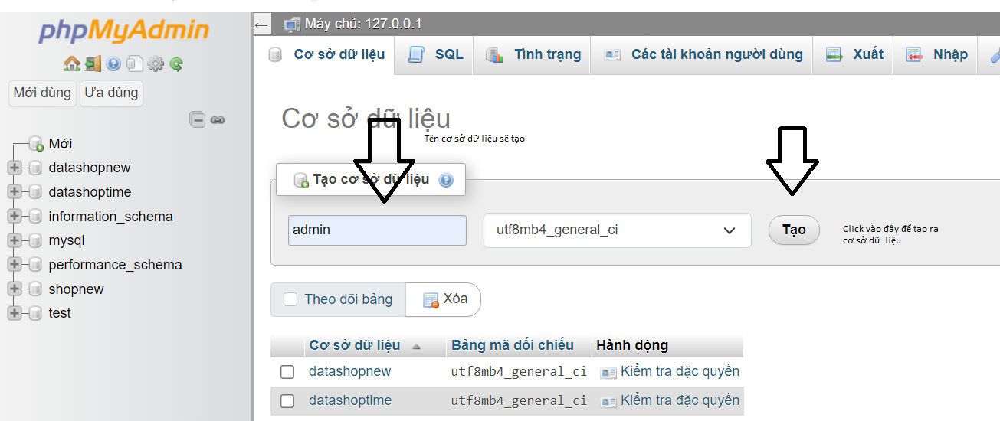 phpMyAdmin
Mới dùng
Ưa dùng
Mới
datashopnew
datashoptime
information_schema
mysql
performance_schema
shopnew
test
Máy chủ: 127.0.0.1
Cơ sở dữ liệu
SQL
Tình trạng
Các tài khoản người dùng
Xuất
Nhập
Cơ sở dữ liệu
Tên cơ sở dữ liệu sẽ tạo
Tạo cơ sở dữ liệu
admin
utf8mb4_general_ci
Tạo
Click vào đây để tạo ra
cơ sở dữ liệu
Theo dõi bảng
Xóa
Cơ sở dữ liệu
Bảng mã đối chiếu
Hành động
datashopnew
utf8mb4_general_ci
Kiểm tra đặc quyền
datashoptime
utf8mb4_general_ci
Kiểm tra đặc quyền